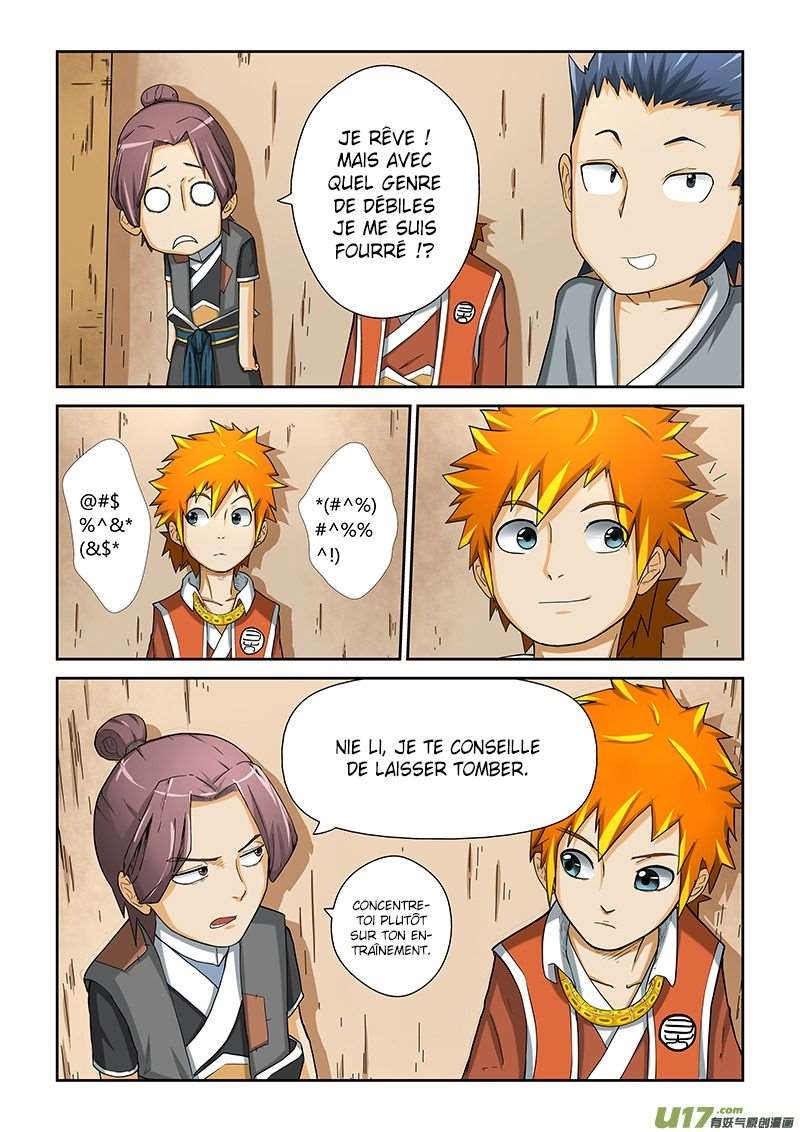 JE RÊVE !
MAIS AVEC
QUEL GENRE
DE DÉBILES
JE ME SUIS
FOURRÉ !?
@#$
%^&*
(&$*
*(#^%)
#^%%
^!)
NIE LI, JE TE CONSEILLE
DE LAISSER TOMBER.
CONCENTRE-
TOI PLUTÔT
SUR TON EN-
TRAÎNEMENT.
U17.com
有妖气原创漫画